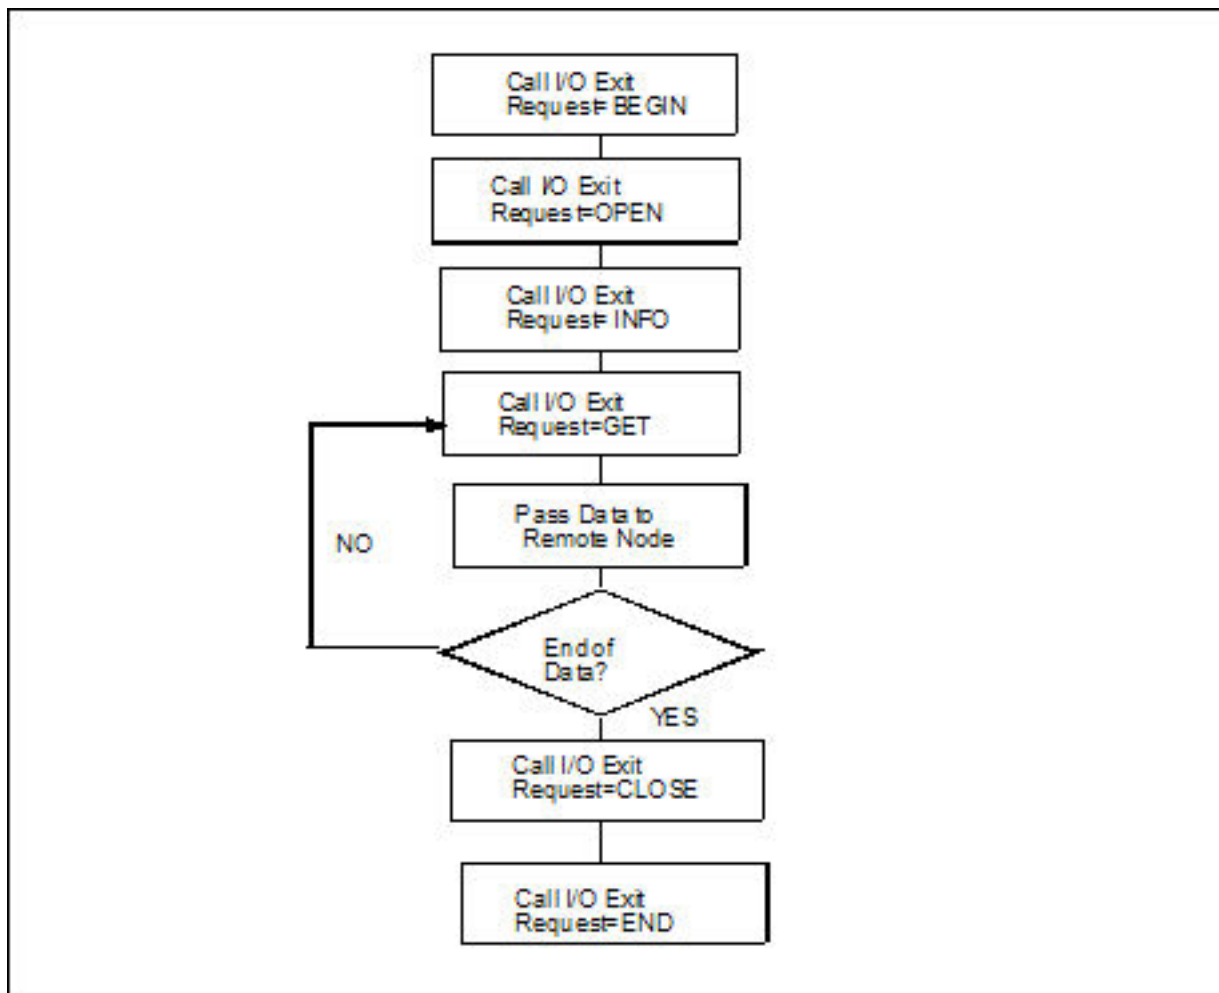 Call I/O Exit
Request= BEGIN
Call I/O Exit
Request=OPEN
Call I/O Exit
Request= INFO
Call I/O Exit
Request=GET
Pass Data to
Remote Node
NO
End of
Data?
YES
Call I/O Exit
Request=CLOSE
Call I/O Exit
Request=END